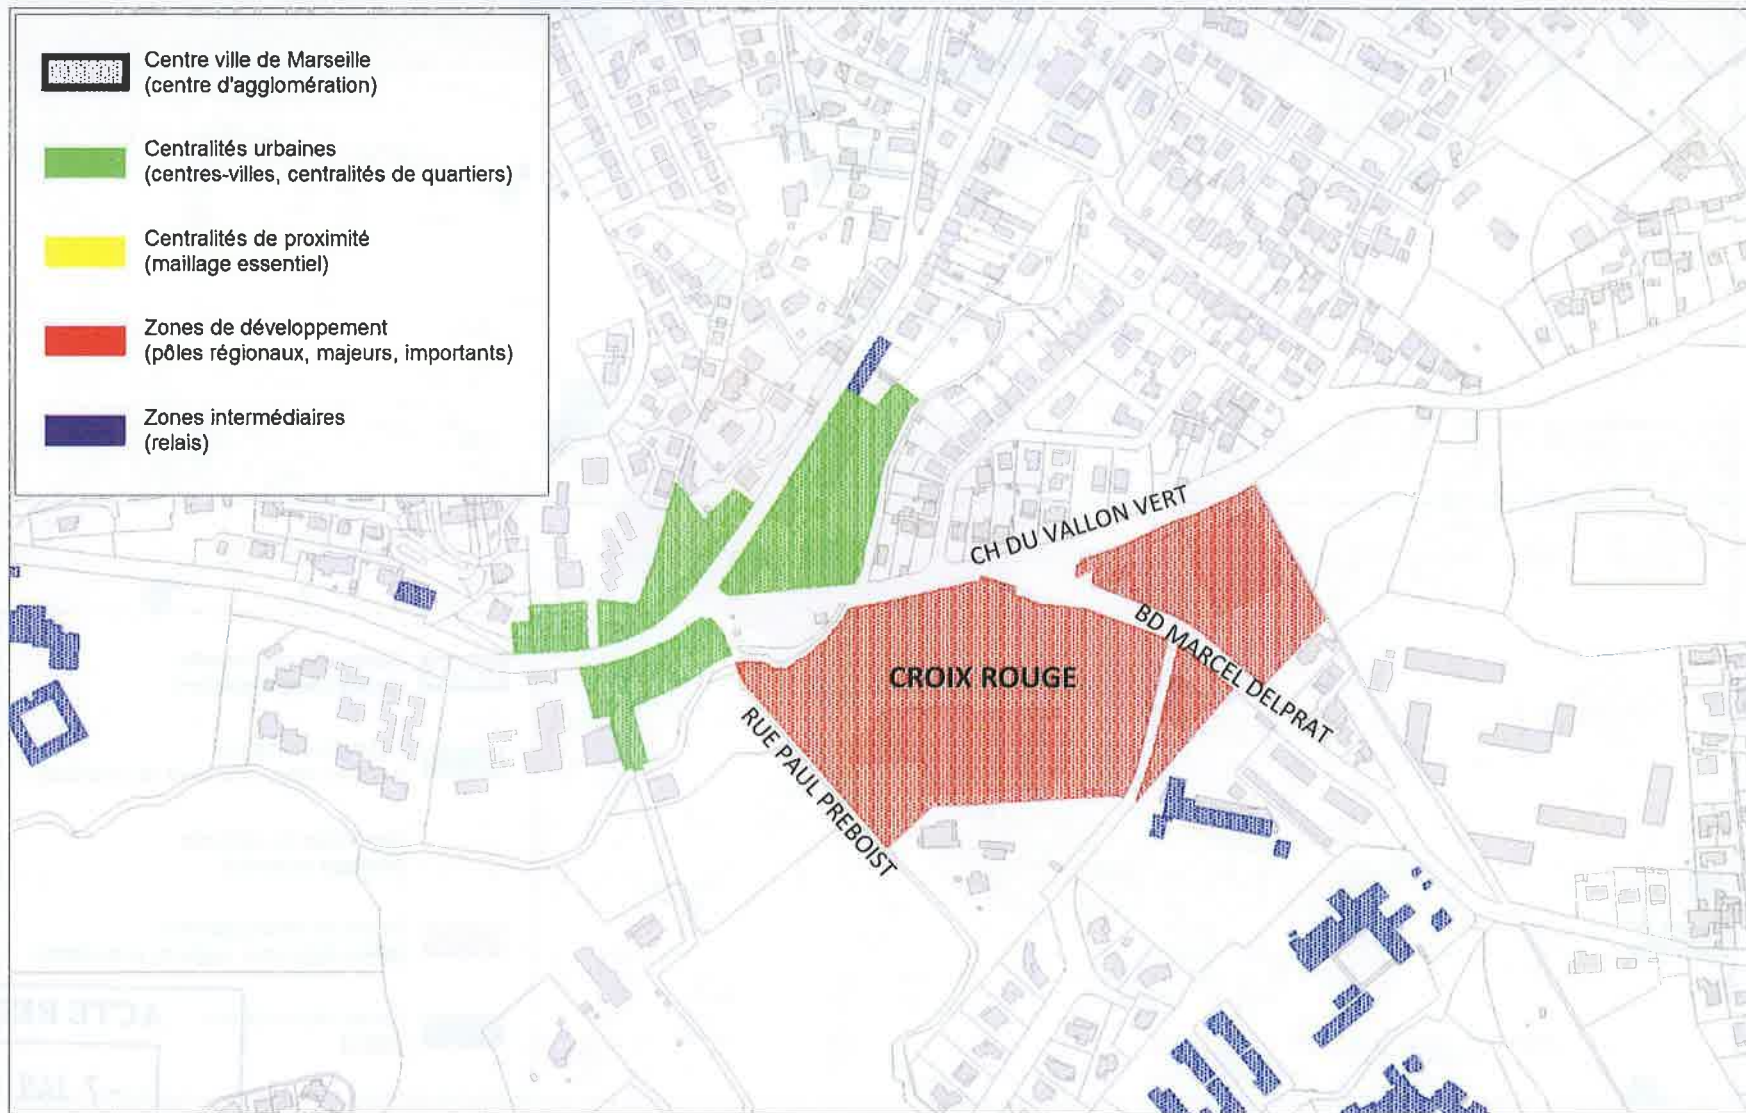 Centre ville de Marseille
(centre d'agglomération)
Centralités urbaines
(centres-villes, centralités de quartiers)
Centralités de proximité
(maillage essentiel)
Zones de développement
(pôles régionaux, majeurs, importants)
Zones intermédiaires
(relais)
CH DU VALLON VERT
BD MARCEL DELPRAT
CROIX ROUGE
RUE PAUL PREBOIST